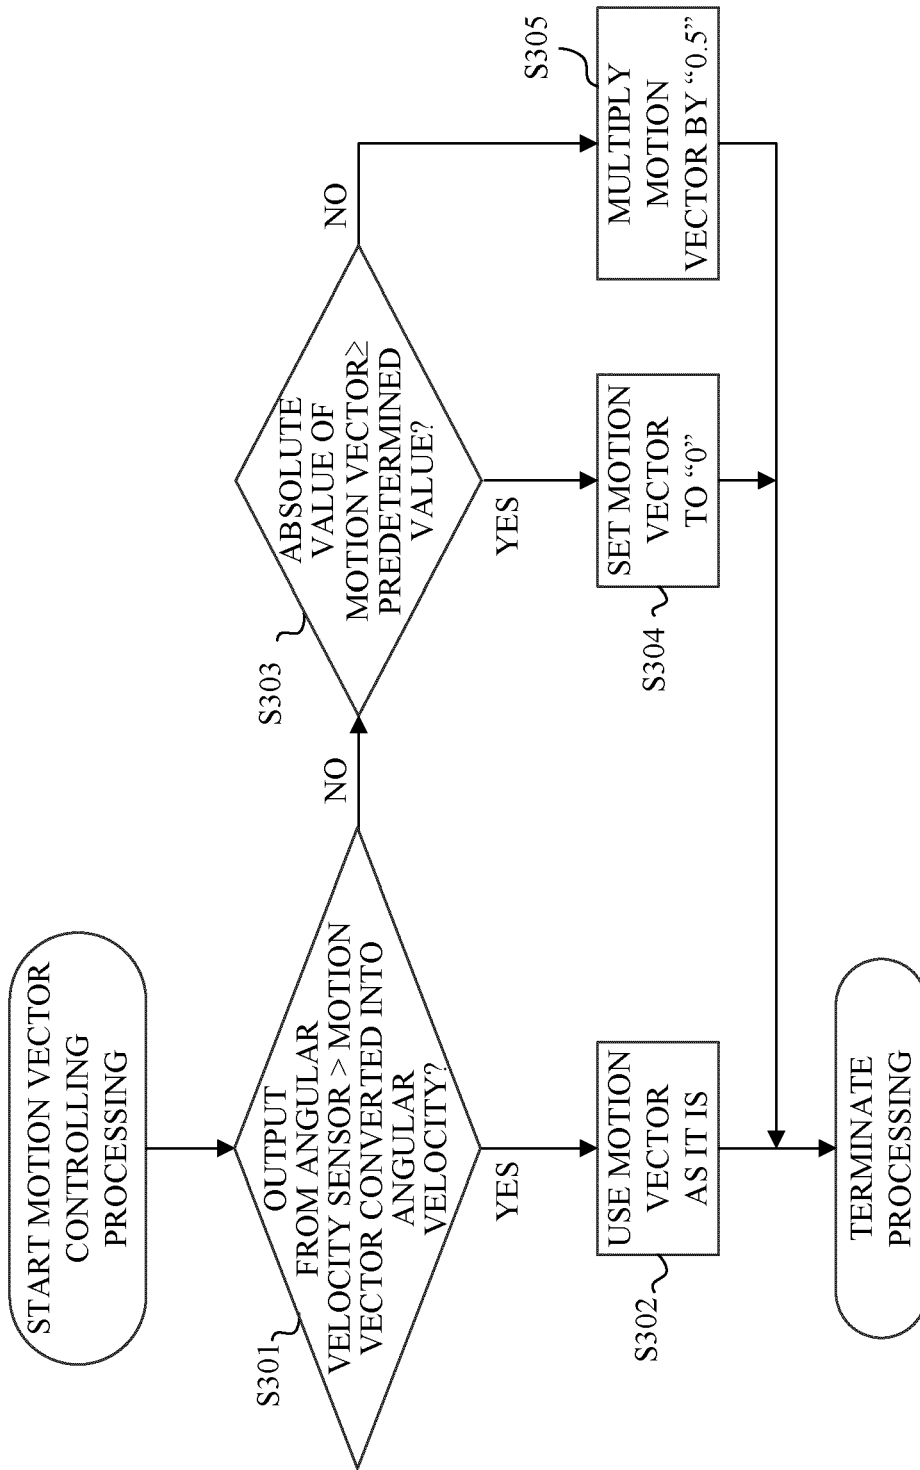 START MOTION VECTOR
CONTROLLING
PROCESSING
S301
OUTPUT
FROM ANGULAR
VELOCITY SENSOR > MOTION
VECTOR CONVERTED INTO
ANGULAR
VELOCITY?
NO
YES
S302
USE MOTION
VECTOR
AS IT IS
S303
ABSOLUTE
VALUE OF
MOTION VECTOR≥
PREDETERMINED
VALUE?
NO
YES
S304
SET MOTION
VECTOR
TO “0”
S305
MULTIPLY
MOTION
VECTOR BY “0.5”
TERMINATE
PROCESSING